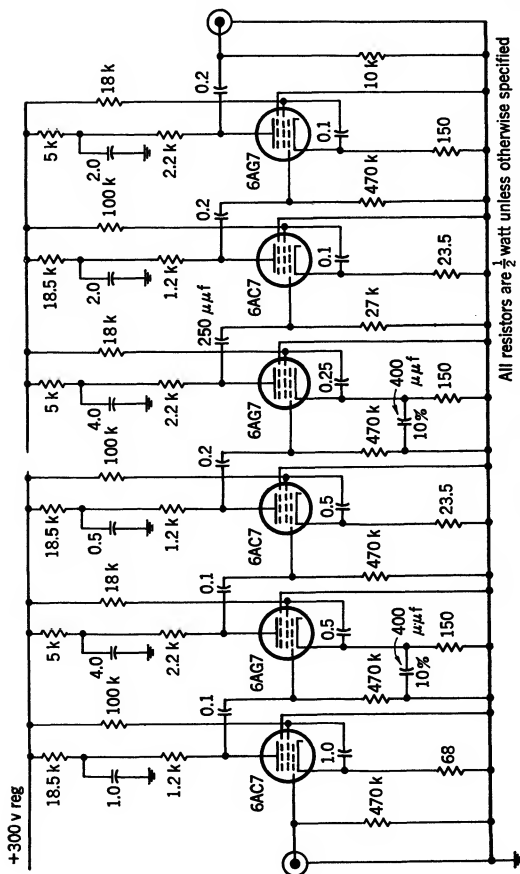 +300 v reg
18.5 k
1.0
1.2 k
100 k
0.1
6AC7
1.0
470 k
68
5 k
4.0
2.2 k
18 k
0.1
6AG7
0.5
470 k
400
μμf
10%
150
18.5 k
0.5
1.2 k
100 k
0.2
6AC7
0.5
470 k
23.5
5 k
4.0
2.2 k
18 k
250 μμf
6AG7
0.25
470 k
400
μμf
10%
150
18.5 k
2.0
1.2 k
100 k
0.2
6AC7
0.1
27 k
23.5
5 k
2.0
2.2 k
18 k
0.2
6AG7
0.1
470 k
150
10 k
All resistors are ½ watt unless otherwise specified